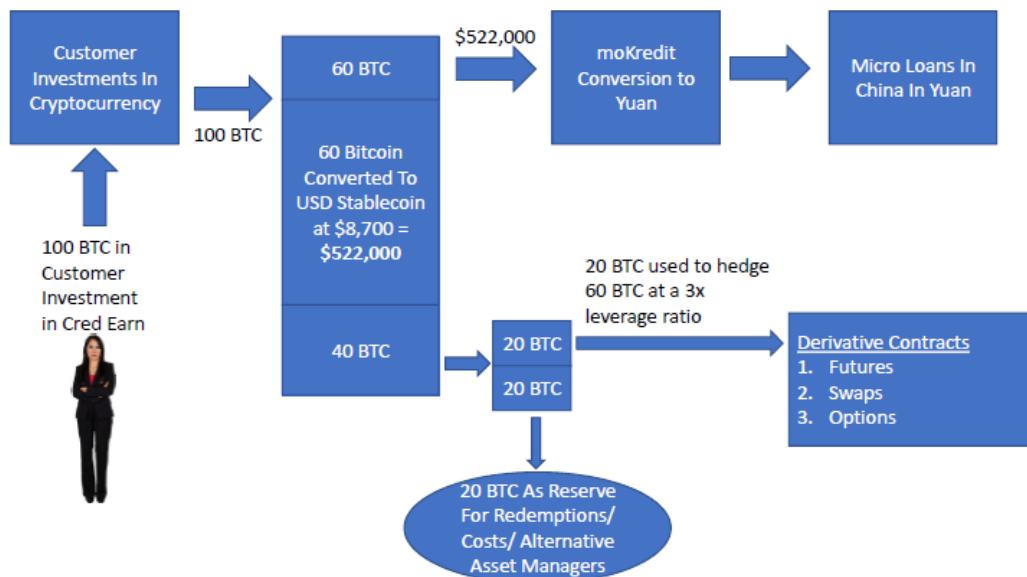 Customer
Investments In
Cryptocurrency
100 BTC
100 BTC in
Customer
Investment
in Cred Earn
60 BTC
60 Bitcoin
Converted To
USD Stablecoin
at $8,700 =
$522,000
40 BTC
$522,000
moKredit
Conversion to
Yuan
Micro Loans In
China In Yuan
20 BTC
20 BTC
20 BTC used to hedge
60 BTC at a 3x
leverage ratio
Derivative Contracts
1. Futures
2. Swaps
3. Options
20 BTC As Reserve
For Redemptions/
Costs/ Alternative
Asset Managers